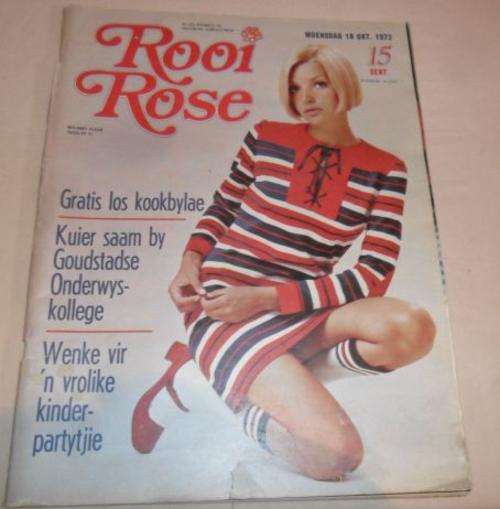 WOENSDAG 18 OKT. 1972
Rooi
Rose
15
SENT
Gratis los kookbylae
Kuier saam by
Goudstadse
Onderwys-
kollege
Wenke vir
'n vrolike
kinder-
partytjie